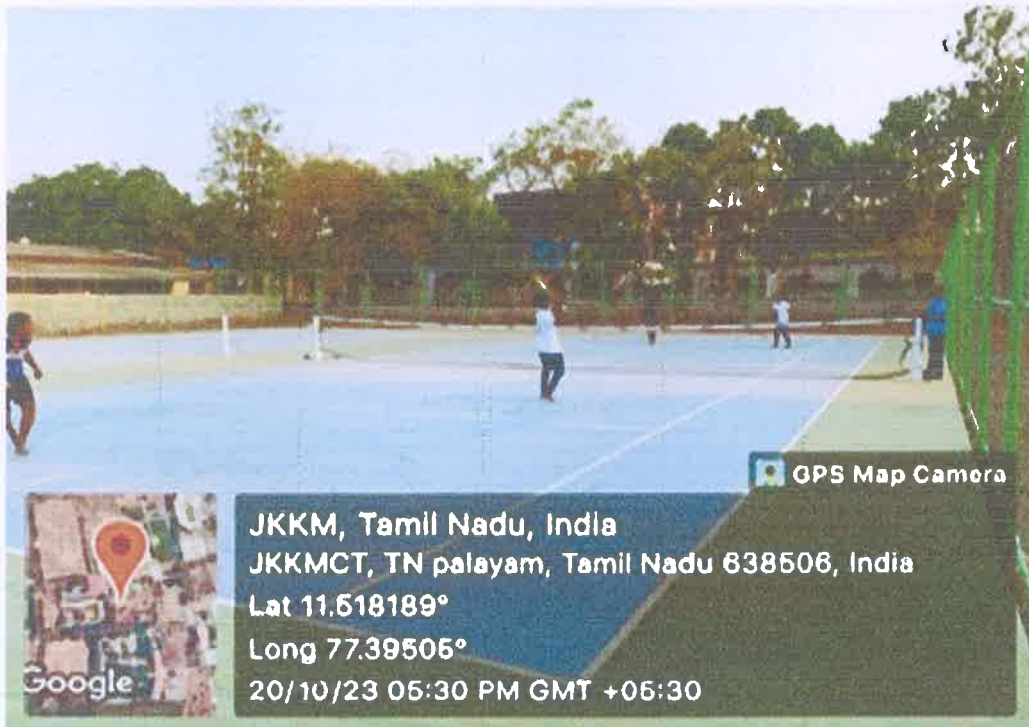 GPS Map Camera
JKKM, Tamil Nadu, India
JKKMCT, TN palayam, Tamil Nadu 638506, India
Lat 11.518189°
Long 77.39505°
20/10/23 05:30 PM GMT +05:30
Google